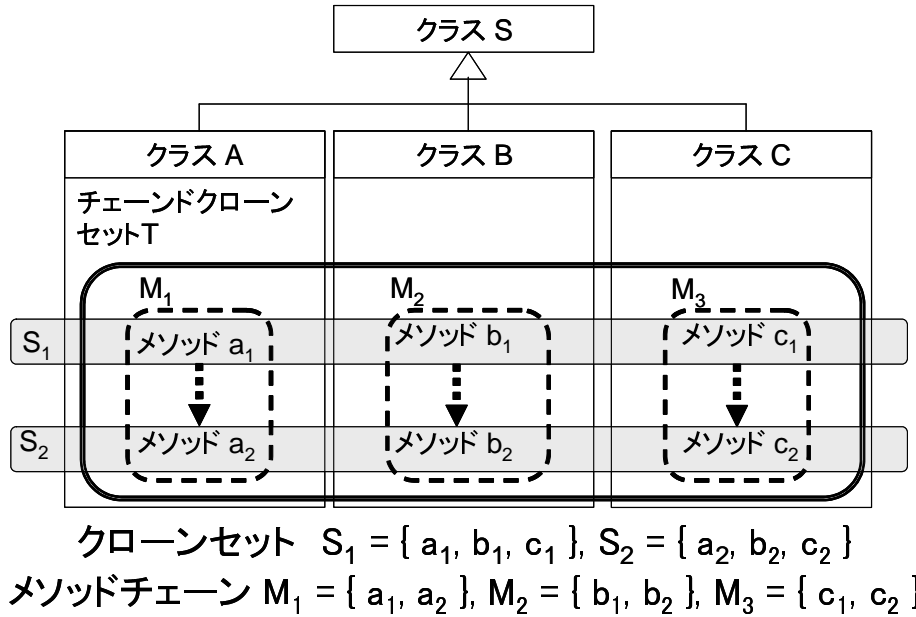 クラス S
クラス A
クラス B
クラス C
チェーンドクローン
セットT
M₁
M₂
M₃
S₁
メソッド a₁
メソッド b₁
メソッド c₁
S₂
メソッド a₂
メソッド b₂
メソッド c₂
クローンセット S₁ = { a₁, b₁, c₁ }, S₂ = { a₂, b₂, c₂ }
メソッドチェーン M₁ = { a₁, a₂ }, M₂ = { b₁, b₂ }, M₃ = { c₁, c₂ }